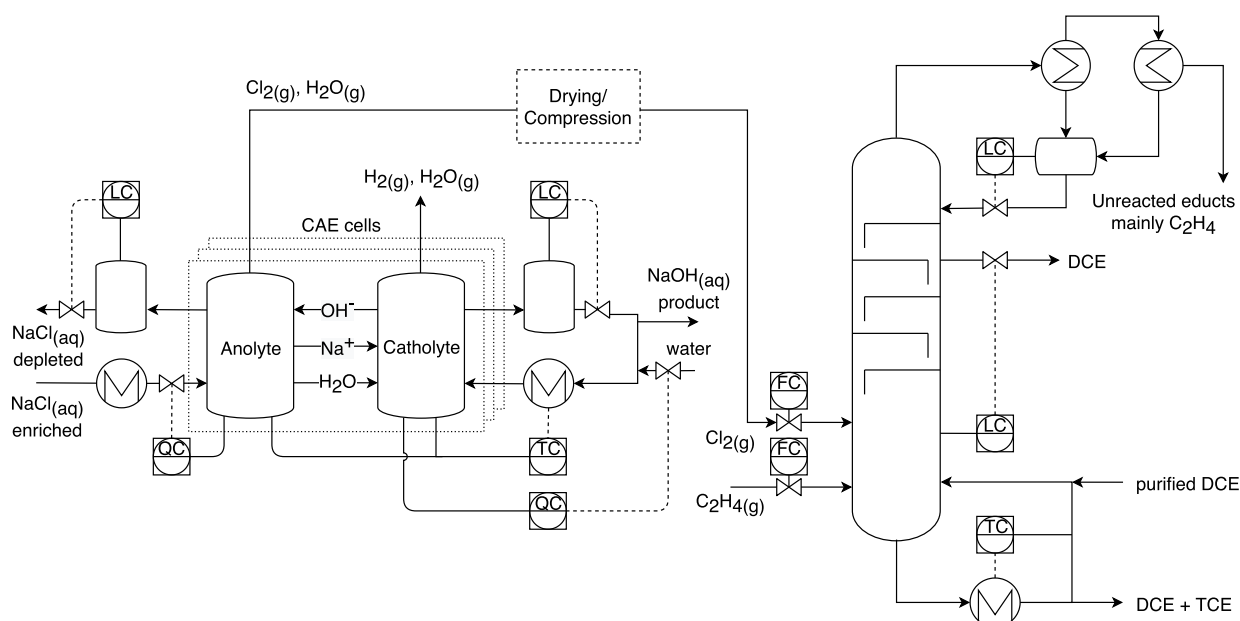 Cl2(g), H2O(g)
Drying/
Compression
H2(g), H2O(g)
LC
LC
LC
CAE cells
Unreacted educts
mainly C2H4
DCE
NaOH(aq)
product
OH-
Anolyte
Na+
Catholyte
H2O
water
NaCl(aq)
depleted
NaCl(aq)
enriched
QC
TC
QC
FC
Cl2(g)
FC
C2H4(g)
LC
purified DCE
TC
DCE + TCE